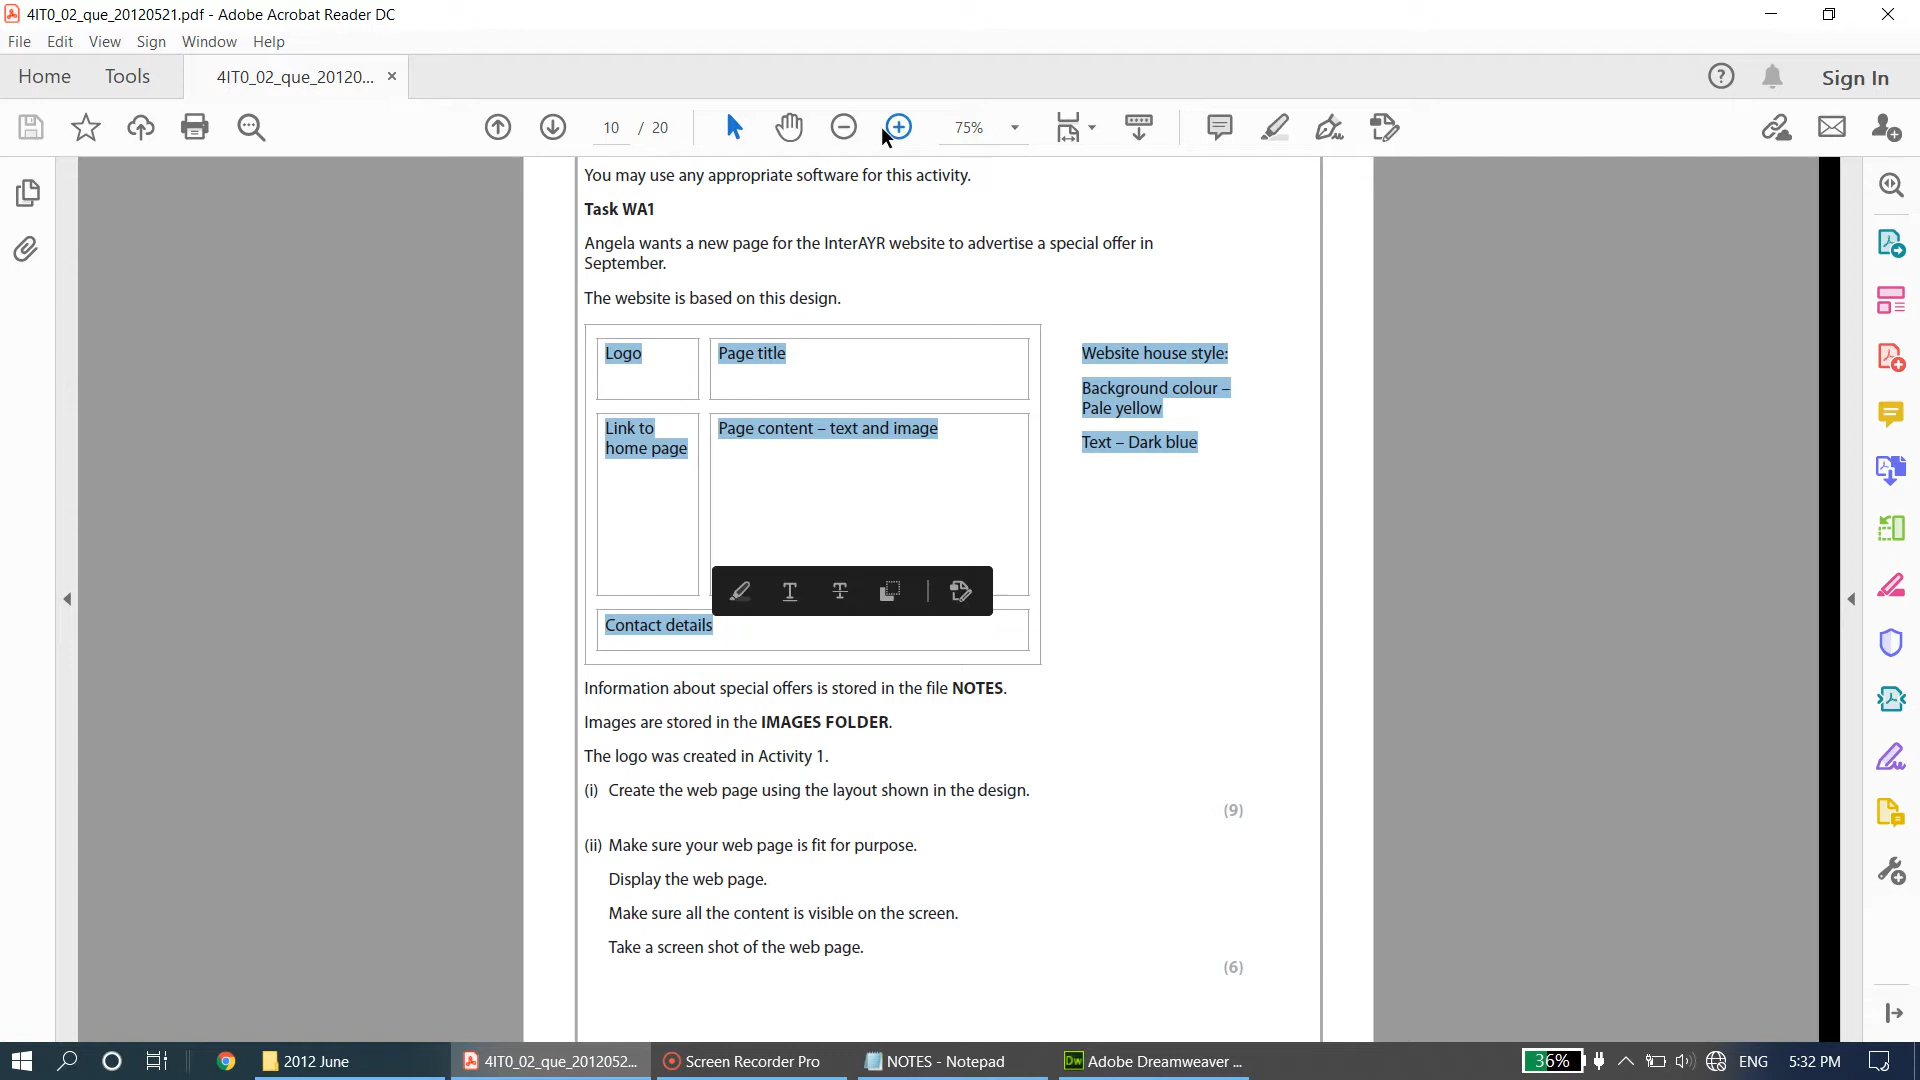 4IT0_02_que_20120521.pdf - Adobe Acrobat Reader DC
File Edit View Sign Window Help
Home Tools 4IT0_02_que_20120... × Sign In
10 / 20 75%
You may use any appropriate software for this activity.
Task WA1
Angela wants a new page for the InterAYR website to advertise a special offer in
September.
The website is based on this design.
Logo
Page title
Link to
home page
Page content – text and image
Contact details
Website house style:
Background colour –
Pale yellow
Text – Dark blue
Information about special offers is stored in the file NOTES.
Images are stored in the IMAGES FOLDER.
The logo was created in Activity 1.
(i) Create the web page using the layout shown in the design.
(9)
(ii) Make sure your web page is fit for purpose.
Display the web page.
Make sure all the content is visible on the screen.
Take a screen shot of the web page.
(6)
2012 June 4IT0_02_que_2012052... Screen Recorder Pro NOTES - Notepad Dw Adobe Dreamweaver ... 36% ENG 5:32 PM